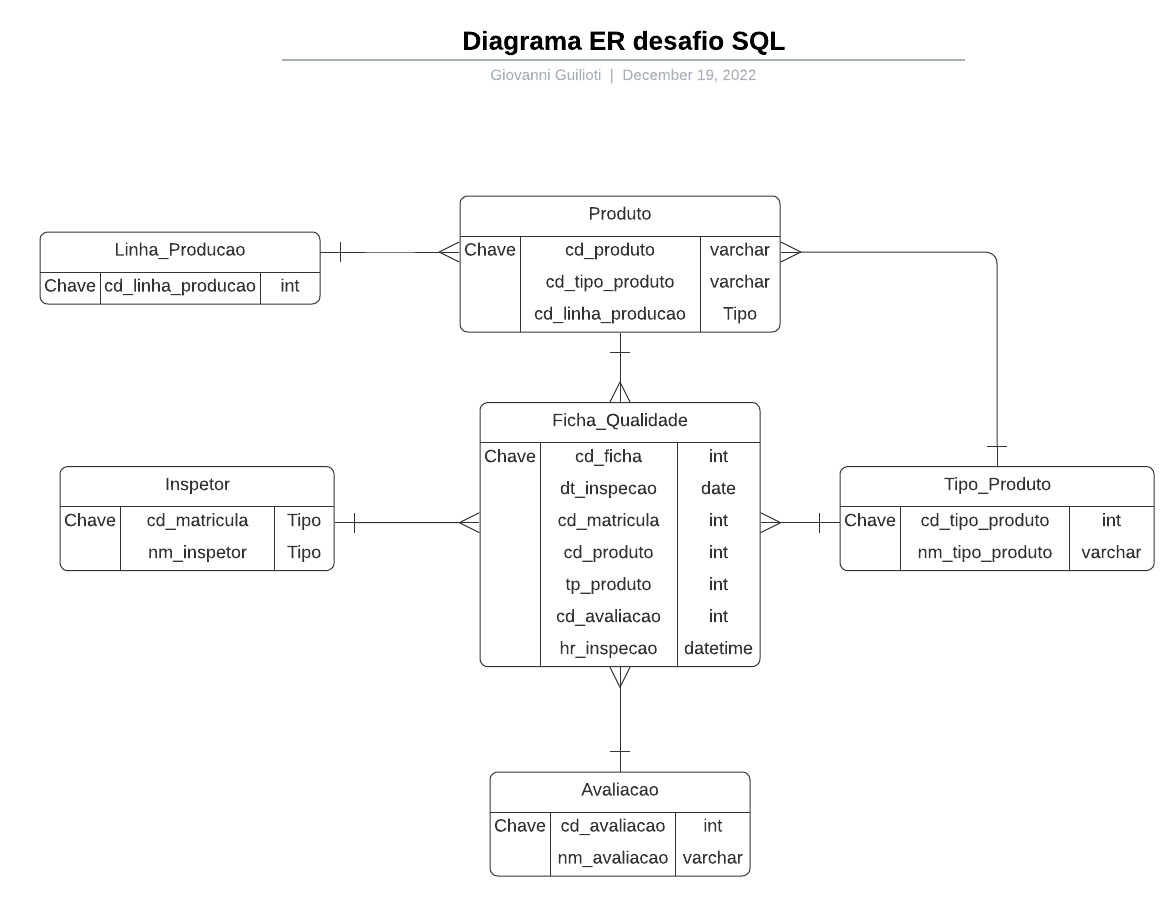 Diagrama ER desafio SQL
Giovanni Guilioti | December 19, 2022
Produto
Chave cd_produto varchar
cd_tipo_produto varchar
cd_linha_producao Tipo
Linha_Producao
Chave cd_linha_producao int
Ficha_Qualidade
Chave cd_ficha int
dt_inspecao date
cd_matricula int
cd_produto int
tp_produto int
cd_avaliacao int
hr_inspecao datetime
Inspetor
Chave cd_matricula Tipo
nm_inspetor Tipo
Tipo_Produto
Chave cd_tipo_produto int
nm_tipo_produto varchar
Avaliacao
Chave cd_avaliacao int
nm_avaliacao varchar